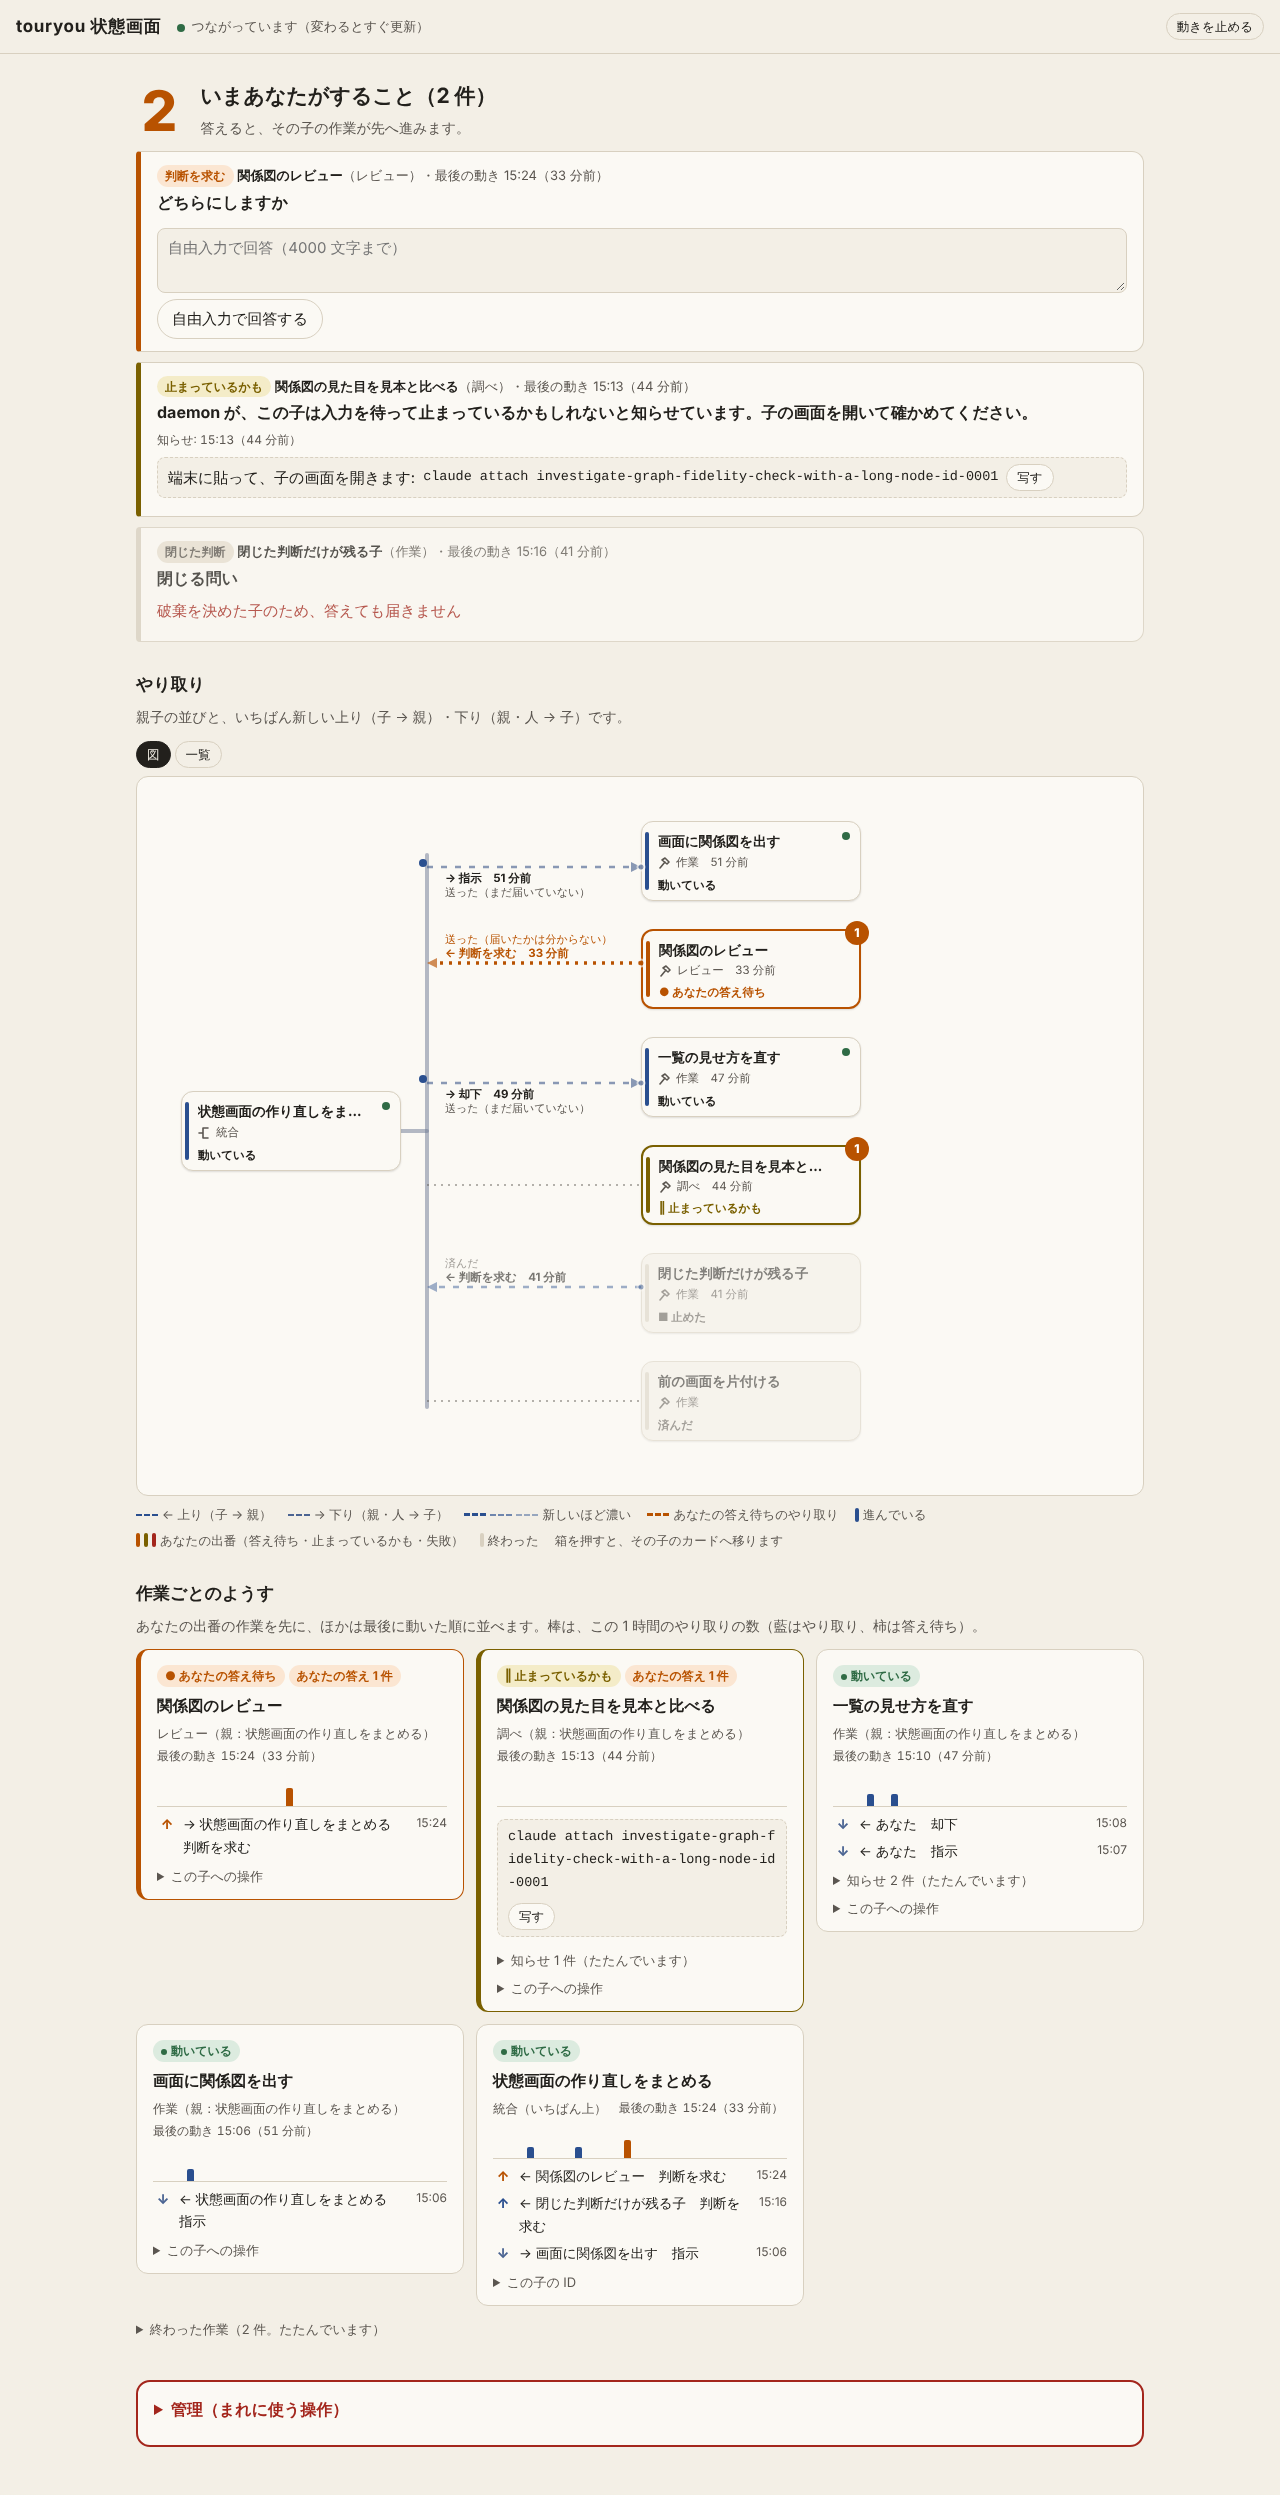 touryou 状態画面
つながっています（変わるとすぐ更新）
動きを止める
2
いまあなたがすること（2 件）
答えると、その子の作業が先へ進みます。
判断を求む 関係図のレビュー（レビュー）・最後の動き 15:24（33 分前）
どちらにしますか
自由入力で回答（4000 文字まで）
自由入力で回答する
止まっているかも 関係図の見た目を見本と比べる（調べ）・最後の動き 15:13（44 分前）
daemon が、この子は入力を待って止まっているかもしれないと知らせています。子の画面を開いて確かめてください。
知らせ: 15:13（44 分前）
端末に貼って、子の画面を開きます: claude attach investigate-graph-fidelity-check-with-a-long-node-id-0001 写す
閉じた判断 閉じた判断だけが残る子（作業）・最後の動き 15:16（41 分前）
閉じる問い
破棄を決めた子のため、答えても届きません
やり取り
親子の並びと、いちばん新しい上り（子 → 親）・下り（親・人 → 子）です。
図 一覧
画面に関係図を出す
作業 51 分前
動いている
→ 指示 51 分前
送った（まだ届いていない）
送った（届いたかは分からない）
← 判断を求む 33 分前
1
関係図のレビュー
レビュー 33 分前
● あなたの答え待ち
一覧の見せ方を直す
作業 47 分前
動いている
→ 却下 49 分前
送った（まだ届いていない）
状態画面の作り直しをま…
統合
動いている
1
関係図の見た目を見本と…
調べ 44 分前
‖ 止まっているかも
済んだ
← 判断を求む 41 分前
閉じた判断だけが残る子
作業 41 分前
■ 止めた
前の画面を片付ける
作業
済んだ
← 上り（子 → 親） → 下り（親・人 → 子） 新しいほど濃い あなたの答え待ちのやり取り 進んでいる
あなたの出番（答え待ち・止まっているかも・失敗） 終わった 箱を押すと、その子のカードへ移ります
作業ごとのようす
あなたの出番の作業を先に、ほかは最後に動いた順に並べます。棒は、この 1 時間のやり取りの数（藍はやり取り、柿は答え待ち）。
● あなたの答え待ち あなたの答え 1 件
関係図のレビュー
レビュー（親：状態画面の作り直しをまとめる）
最後の動き 15:24（33 分前）
↑ → 状態画面の作り直しをまとめる 15:24
判断を求む
▶ この子への操作
‖ 止まっているかも あなたの答え 1 件
関係図の見た目を見本と比べる
調べ（親：状態画面の作り直しをまとめる）
最後の動き 15:13（44 分前）
claude attach investigate-graph-f
idelity-check-with-a-long-node-id
-0001
写す
▶ 知らせ 1 件（たたんでいます）
▶ この子への操作
● 動いている
一覧の見せ方を直す
作業（親：状態画面の作り直しをまとめる）
最後の動き 15:10（47 分前）
↓ ← あなた 却下 15:08
↓ ← あなた 指示 15:07
▶ 知らせ 2 件（たたんでいます）
▶ この子への操作
● 動いている
画面に関係図を出す
作業（親：状態画面の作り直しをまとめる）
最後の動き 15:06（51 分前）
↓ ← 状態画面の作り直しをまとめる 15:06
指示
▶ この子への操作
● 動いている
状態画面の作り直しをまとめる
統合（いちばん上） 最後の動き 15:24（33 分前）
↑ ← 関係図のレビュー 判断を求む 15:24
↑ ← 閉じた判断だけが残る子 判断を 15:16
求む
↓ → 画面に関係図を出す 指示 15:06
▶ この子の ID
▶ 終わった作業（2 件。たたんでいます）
▶ 管理（まれに使う操作）